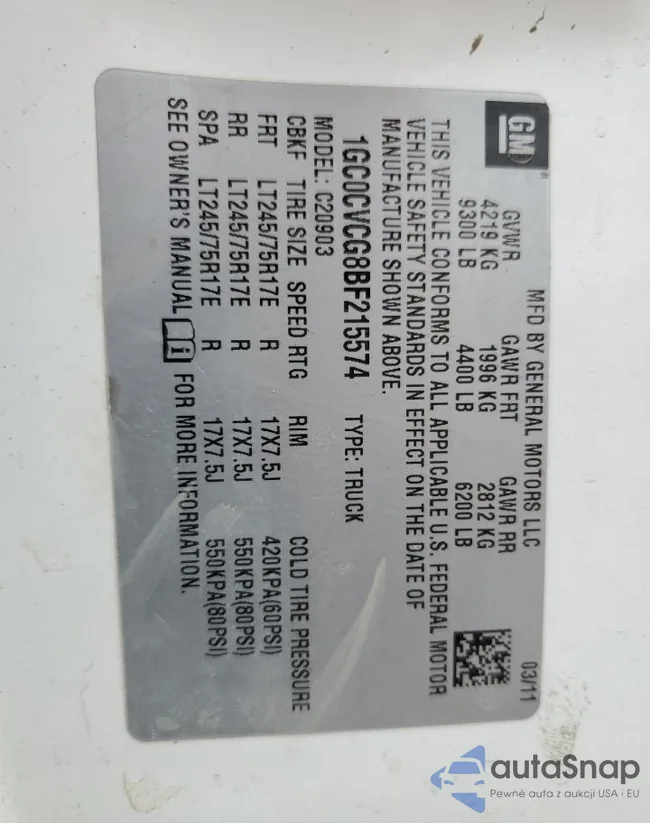 GM
MFD BY GENERAL MOTORS LLC 03/11
GVWR GAWR FRT GAWR RR
4219 KG 1996 KG 2812 KG
9300 LB 4400 LB 6200 LB
THIS VEHICLE CONFORMS TO ALL APPLICABLE U.S. FEDERAL MOTOR
VEHICLE SAFETY STANDARDS IN EFFECT ON THE DATE OF
MANUFACTURE SHOWN ABOVE.
1GC0CVCG8BF215574 TYPE: TRUCK
MODEL: C20903
CBKF TIRE SIZE SPEED RTG RIM COLD TIRE PRESSURE
FRT LT245/75R17E R 17X7.5J 420KPA(60PSI)
RR LT245/75R17E R 17X7.5J 550KPA(80PSI)
SPA LT245/75R17E R 17X7.5J 550KPA(80PSI)
SEE OWNER'S MANUAL i FOR MORE INFORMATION.
autoSnap
Pewne auta z aukcji USA i EU